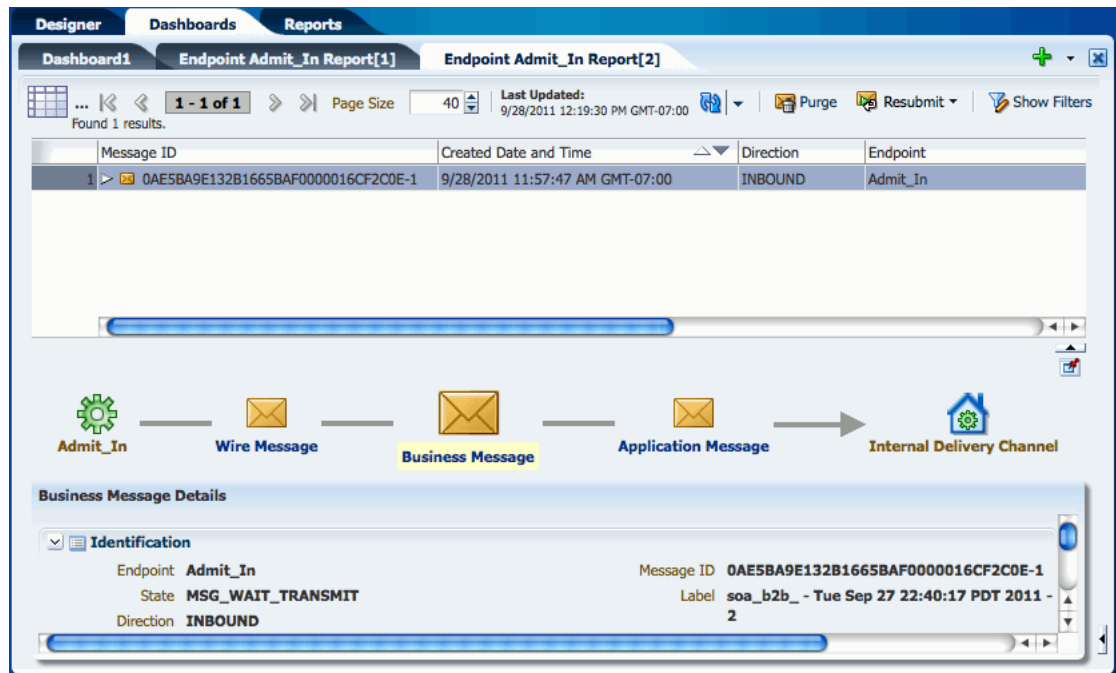 Designer Dashboards Reports
Dashboard1 Endpoint Admit_In Report[1] Endpoint Admit_In Report[2]
... 1 - 1 of 1 Page Size 40 Last Updated: Purge Resubmit Show Filters
9/28/2011 12:19:30 PM GMT-07:00
Found 1 results.
Message ID Created Date and Time Direction Endpoint
1 0AE5BA9E132B1665BAF0000016CF2C0E-1 9/28/2011 11:57:47 AM GMT-07:00 INBOUND Admit_In
Admit_In Wire Message Business Message Application Message Internal Delivery Channel
Business Message Details
Identification
Endpoint Admit_In Message ID 0AE5BA9E132B1665BAF0000016CF2C0E-1
State MSG_WAIT_TRANSMIT Label soa_b2b_ - Tue Sep 27 22:40:17 PDT 2011 -
2
Direction INBOUND